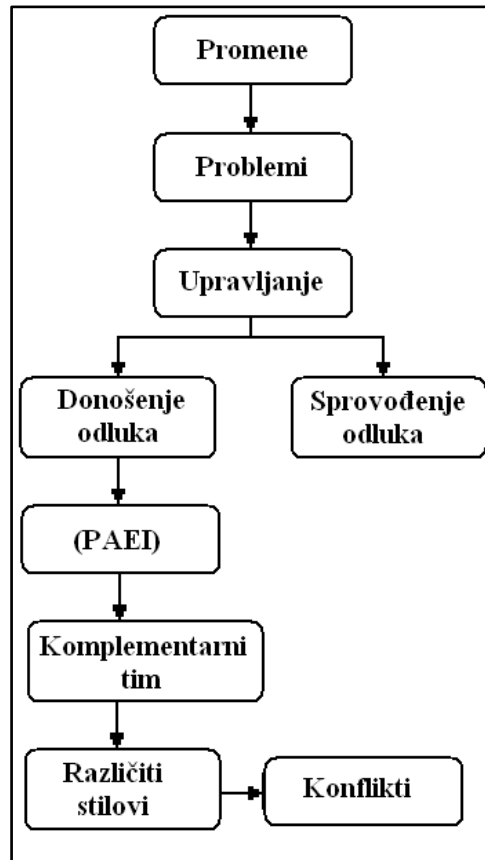 Promene
Problemi
Upravljanje
Donošenje
odluka
Sprovođenje
odluka
(PAEI)
Komplementarni
tim
Različiti
stilovi
Konflikti